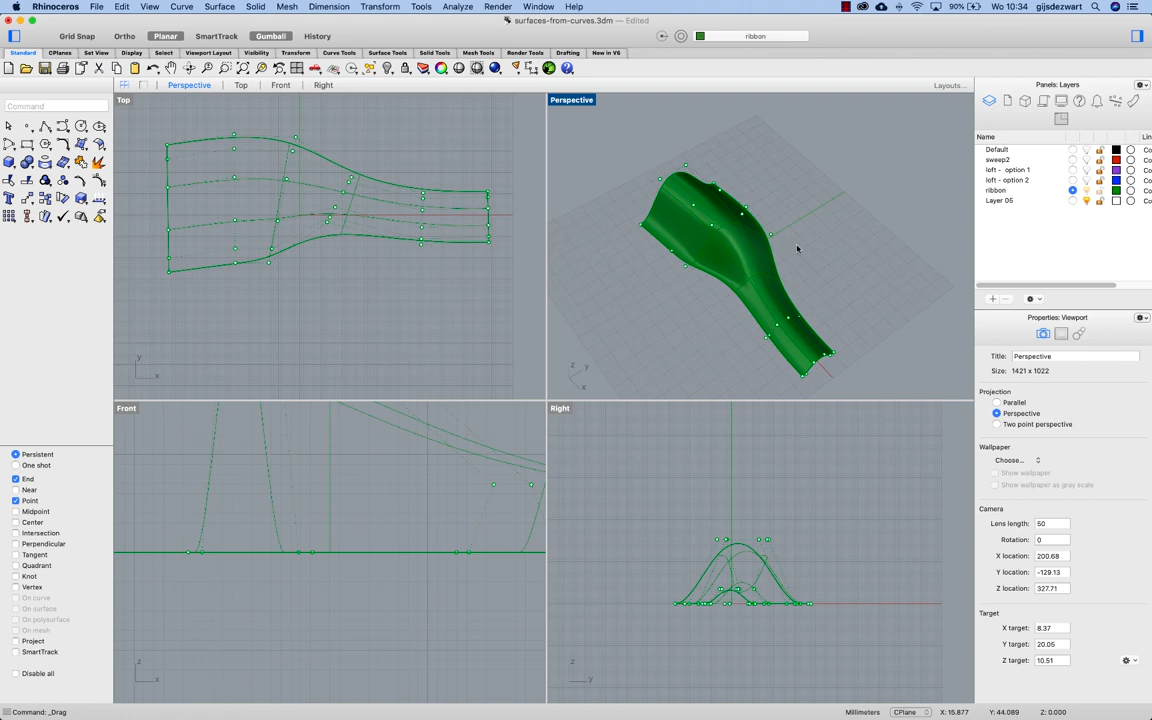 Rhinoceros File Edit View Curve Surface Solid Mesh Dimension Transform Tools Analyze Render Window Help 90% Wo 10:34 gijsdezwart
surfaces-from-curves.3dm — Edited
Grid Snap Ortho Planar SmartTrack Gumball History ribbon
Standard CPlanes Set View Display Select Viewport Layout Visibility Transform Curve Tools Surface Tools Solid Tools Mesh Tools Render Tools Drafting New in V6
Perspective Top Front Right Layouts...
Panels: Layers
Command
Top
Perspective
Name Lin
Default Co
sweep2 Co
loft - option 1 Co
loft - option 2 Co
ribbon Co
Layer 05 Co
y
x
z
y
x
Properties: Viewport
Title: Perspective
Size: 1421 x 1022
Projection
Parallel
Perspective
Two point perspective
Wallpaper
Choose...
Show wallpaper
Show wallpaper as gray scale
Camera
Lens length: 50
Rotation: 0
X location: 200.68
Y location: -129.13
Z location: 327.71
Target
X target: 8.37
Y target: 20.05
Z target: 10.51
Front
Right
z
x
z
y
Persistent
One shot
End
Near
Point
Midpoint
Center
Intersection
Perpendicular
Tangent
Quadrant
Knot
Vertex
On curve
On surface
On polysurface
On mesh
Project
SmartTrack
Disable all
Command: _Drag Millimeters CPlane X: 15.877 Y: 44.089 Z: 0.000